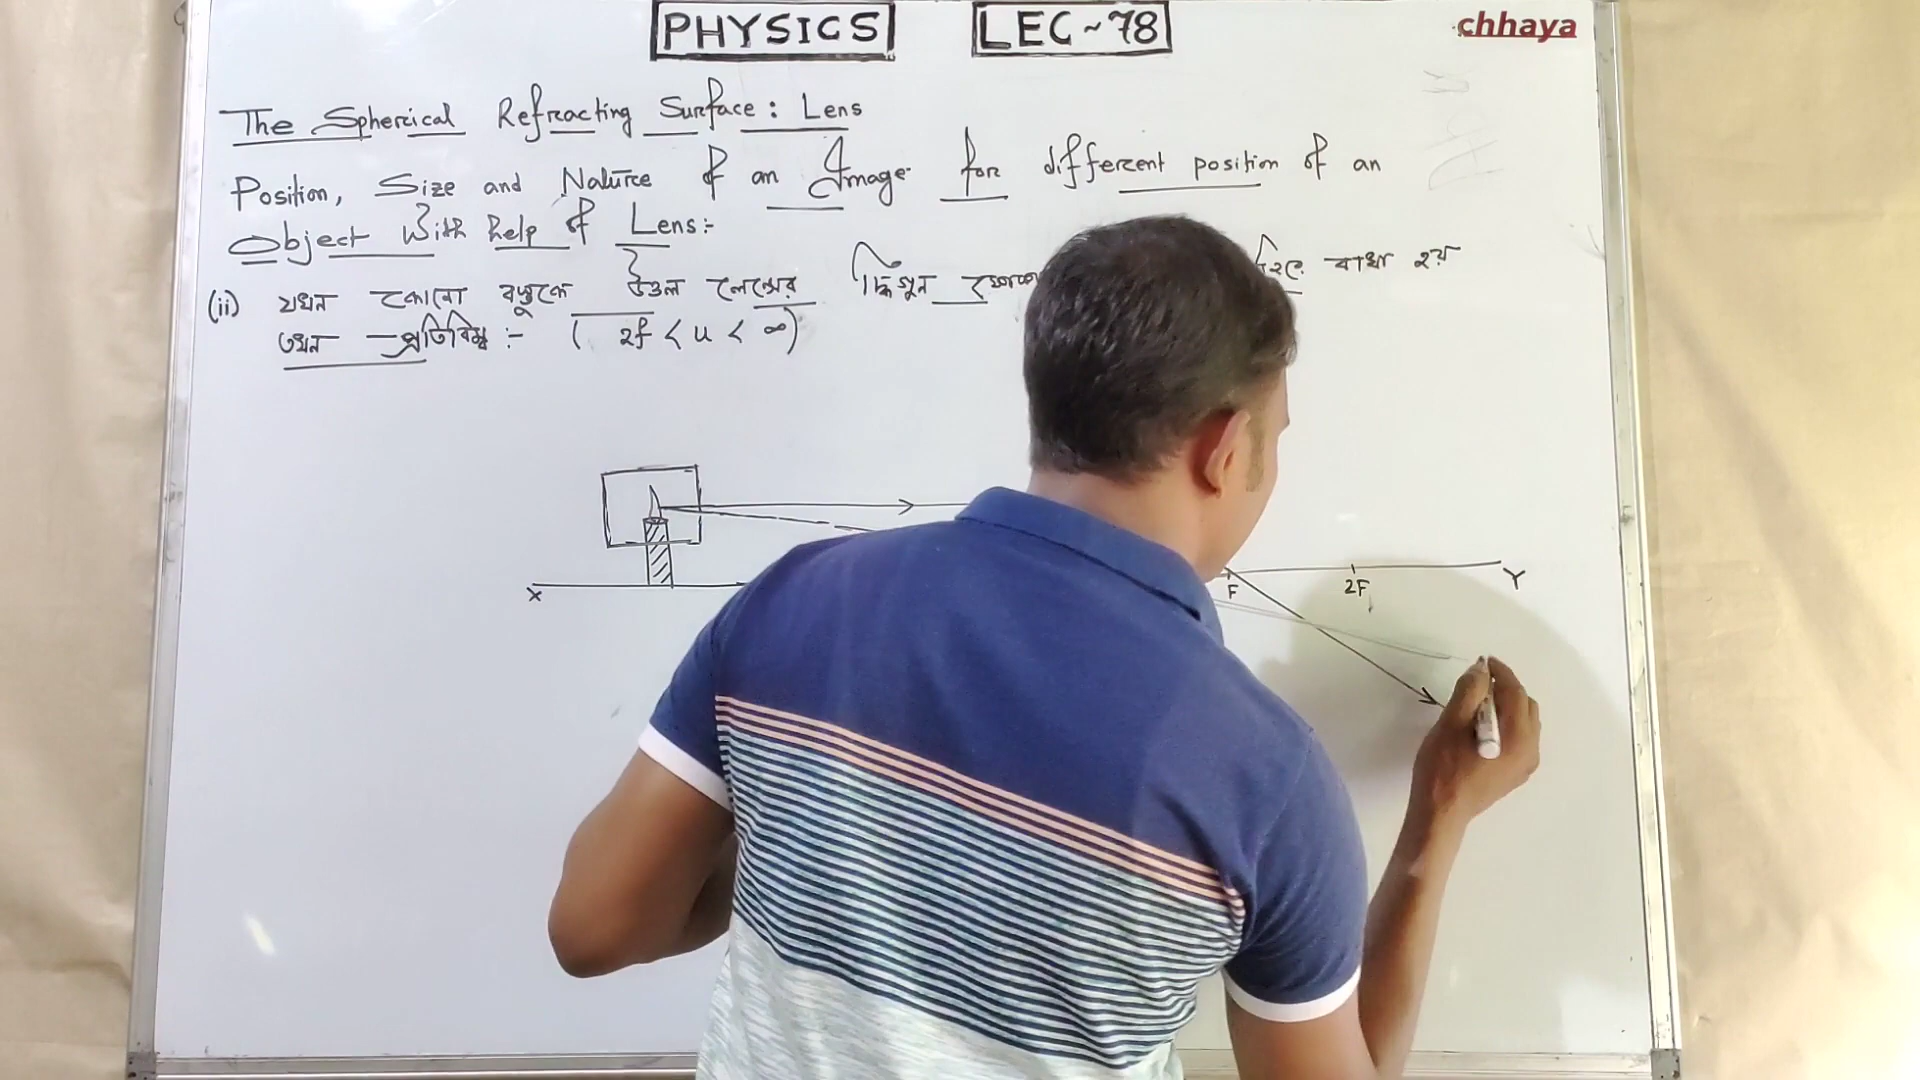 PHYSICS LEC~78
chhaya
The Spherical Refracting Surface: Lens
Position, Size and Nature of an Image for different position of an
Object With help of Lens:-
(ii) যখন কোনো বস্তুকে উত্তল লেন্সের দ্বিগুন রাখা হয়
তখন প্রতিবিম্ব :- ( 2f < u < ∞)
X F 2F Y